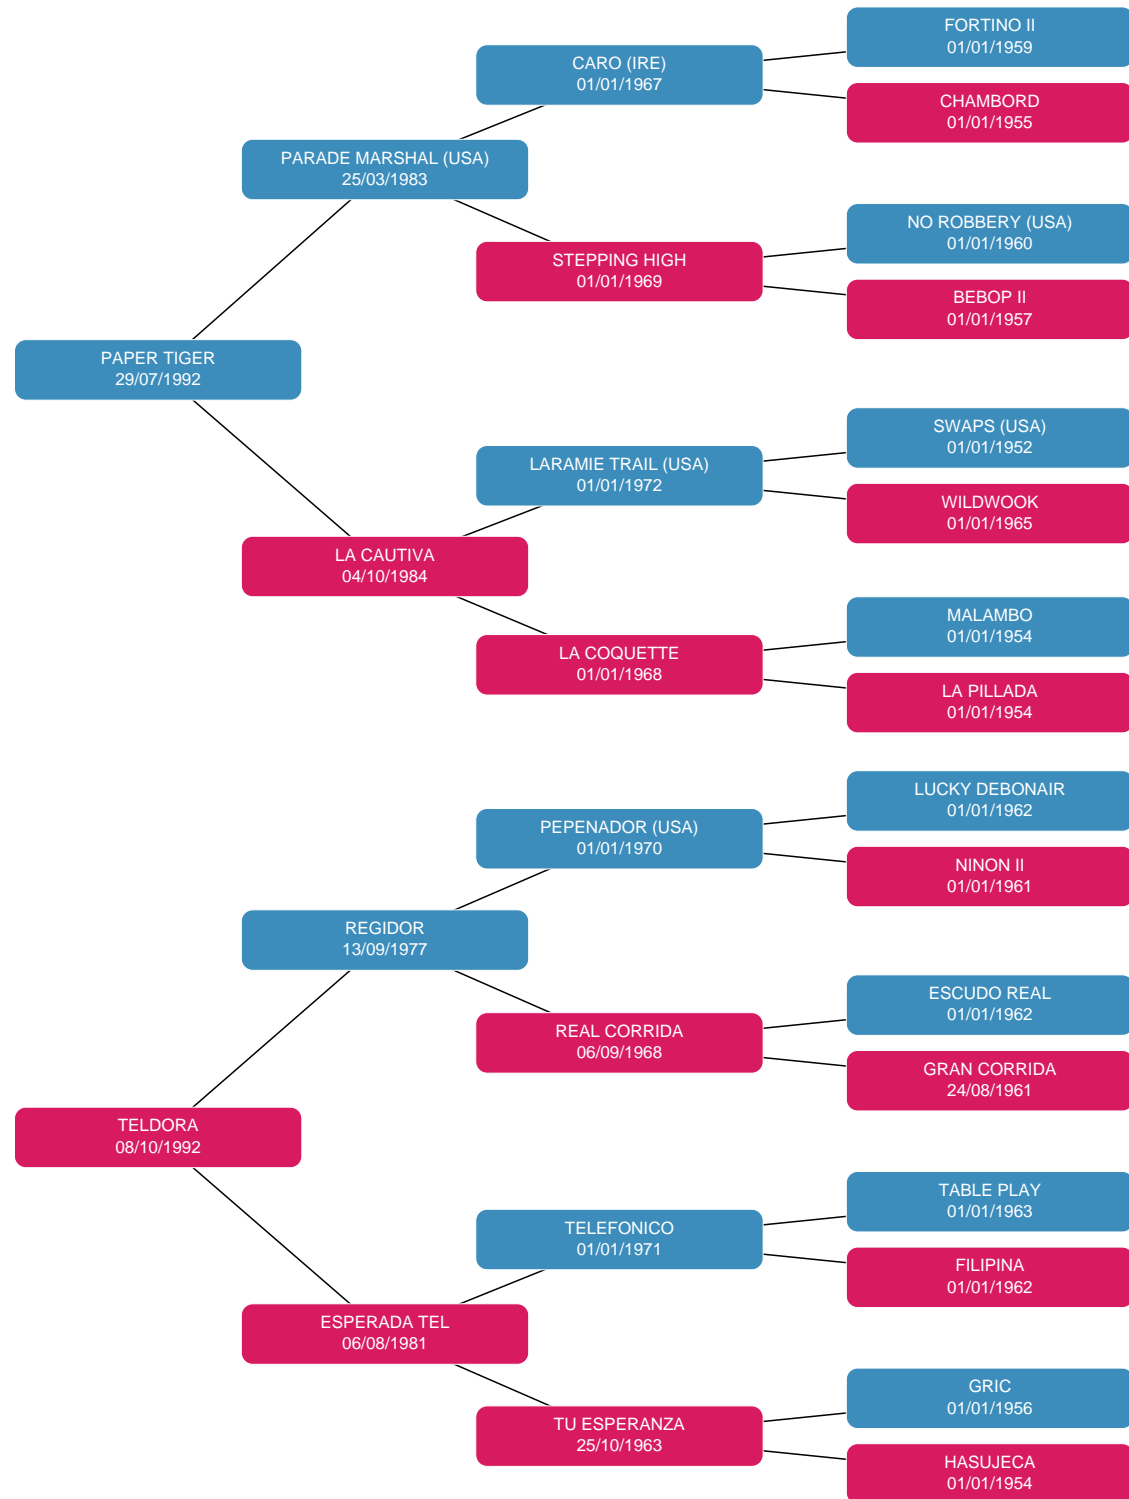 FORTINO II
01/01/1959
CARO (IRE)
01/01/1967
CHAMBORD
01/01/1955
PARADE MARSHAL (USA)
25/03/1983
NO ROBBERY (USA)
01/01/1960
STEPPING HIGH
01/01/1969
BEBOP II
01/01/1957
PAPER TIGER
29/07/1992
SWAPS (USA)
01/01/1952
LARAMIE TRAIL (USA)
01/01/1972
WILDWOOK
01/01/1965
LA CAUTIVA
04/10/1984
MALAMBO
01/01/1954
LA COQUETTE
01/01/1968
LA PILLADA
01/01/1954
LUCKY DEBONAIR
01/01/1962
PEPENADOR (USA)
01/01/1970
NINON II
01/01/1961
REGIDOR
13/09/1977
ESCUDO REAL
01/01/1962
REAL CORRIDA
06/09/1968
GRAN CORRIDA
24/08/1961
TELDORA
08/10/1992
TABLE PLAY
01/01/1963
TELEFONICO
01/01/1971
FILIPINA
01/01/1962
ESPERADA TEL
06/08/1981
GRIC
01/01/1956
TU ESPERANZA
25/10/1963
HASUJECA
01/01/1954